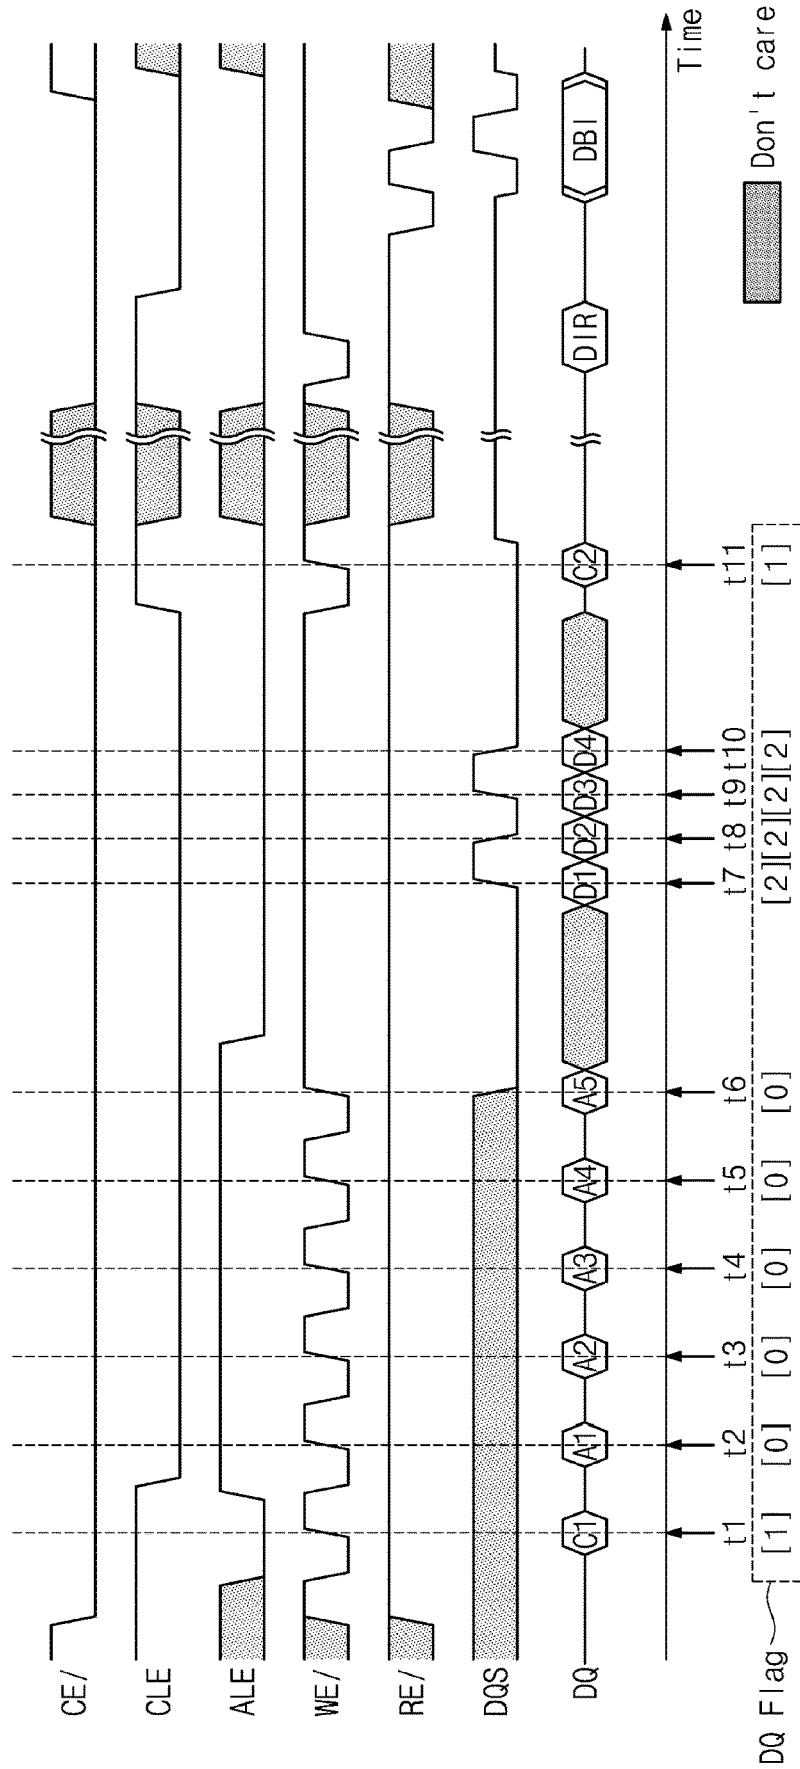 CE/
CLE
ALE
WE/
RE/
DQS
DQ C1 A1 A2 A3 A4 A5 D1 D2 D3 D4 C2 DIR DBI
Time
t1 t2 t3 t4 t5 t6 t7 t8 t9 t10 t11
DQ Flag [1] [0] [0] [0] [0] [0] [2][2][2][2] [1]
Don't care